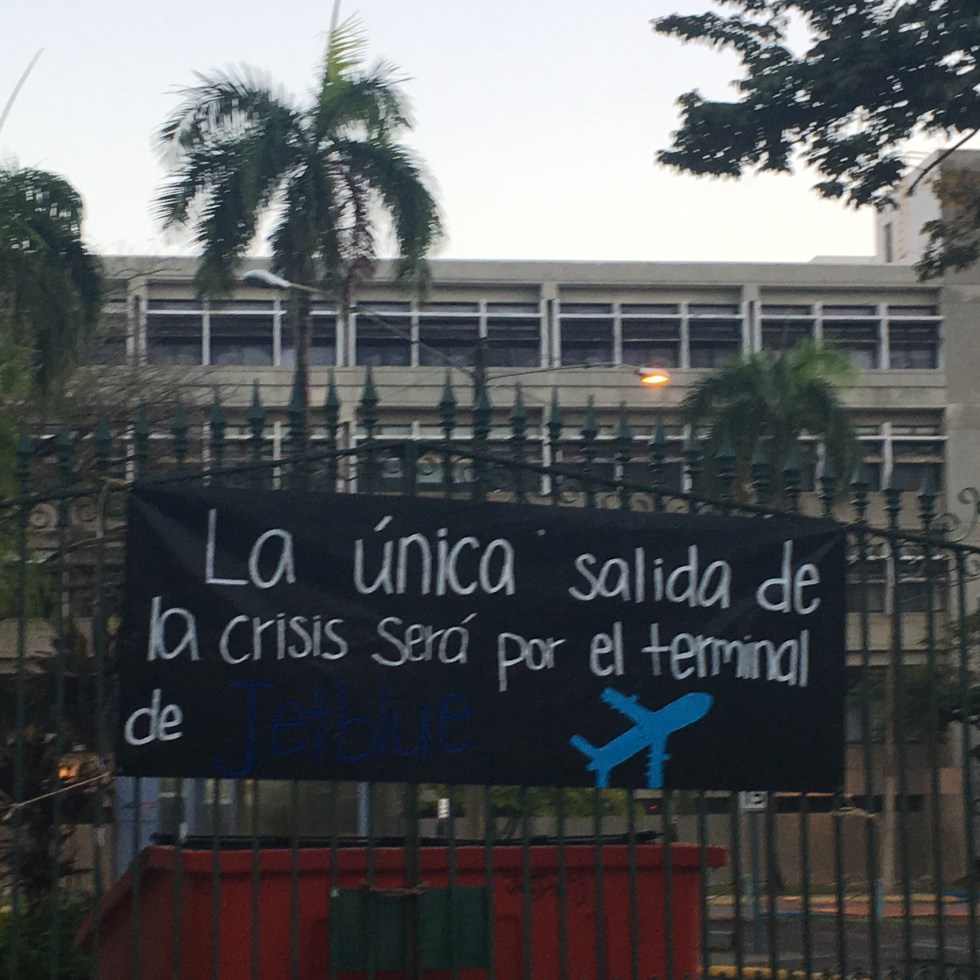 La única salida de
la crisis será por el terminal
de Jetblue